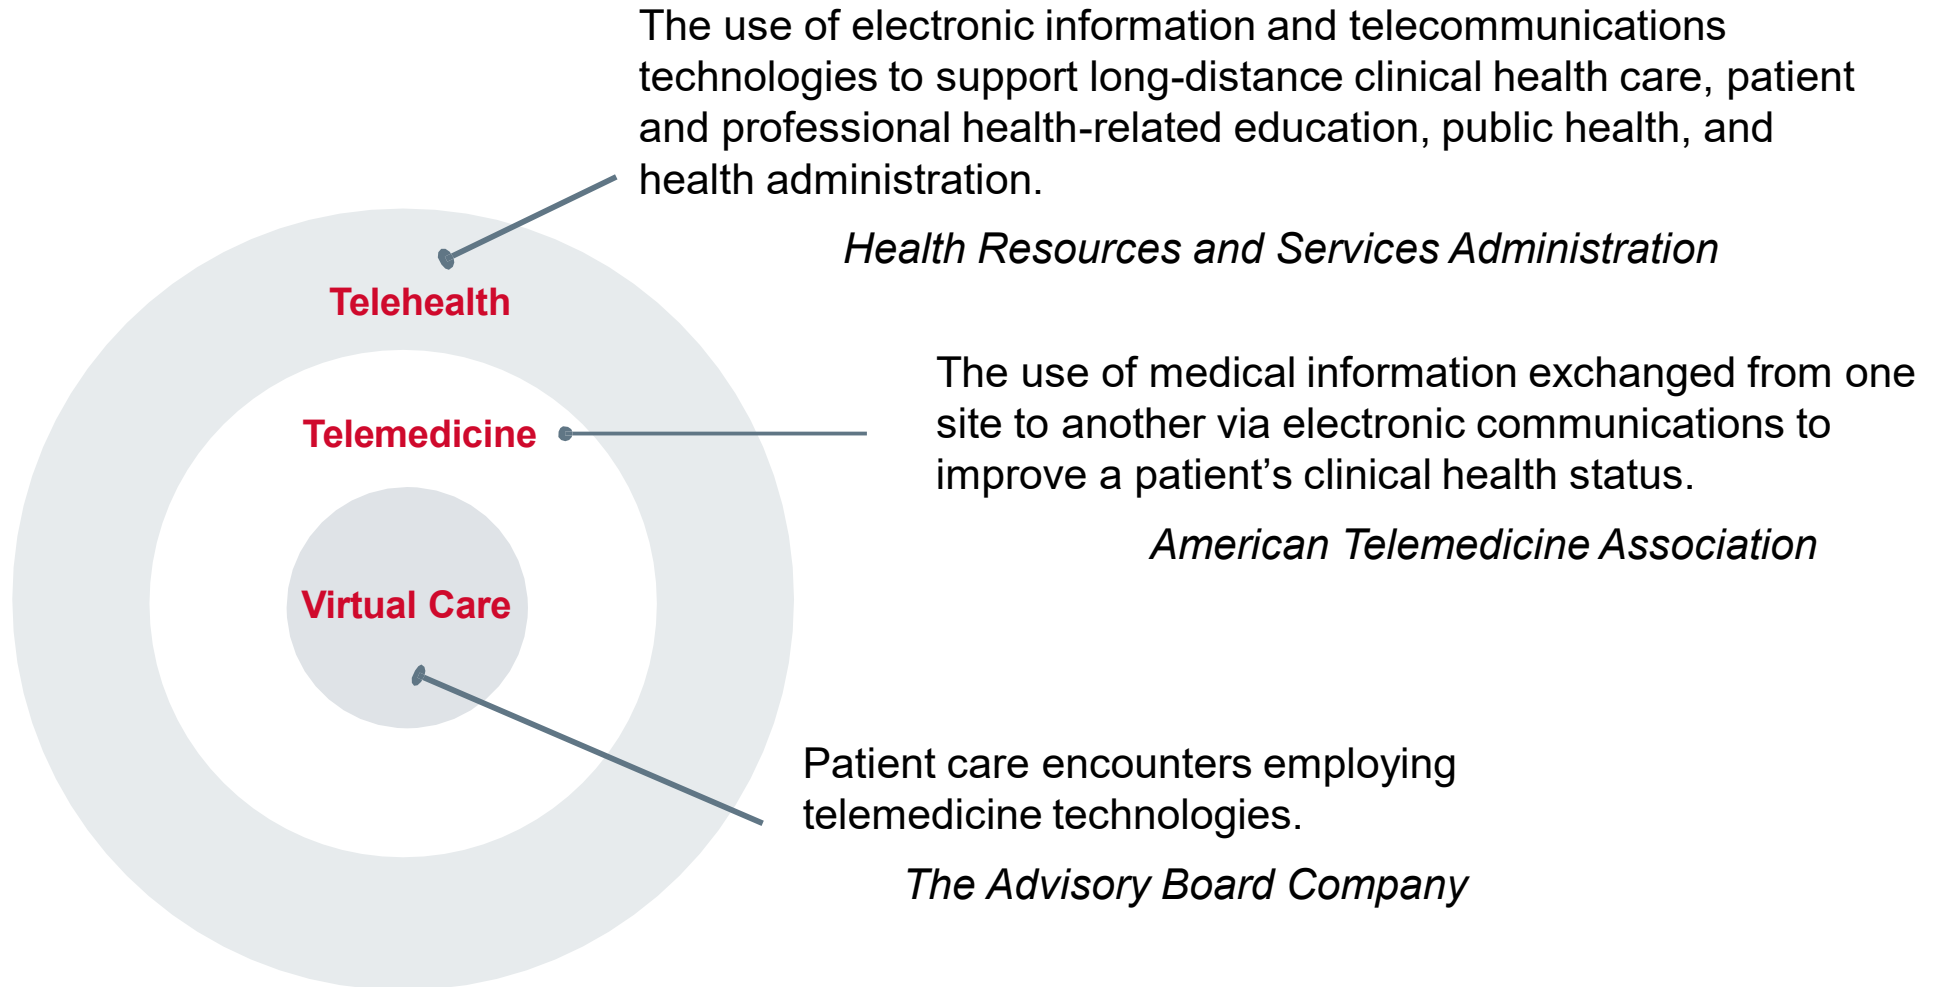 The use of electronic information and telecommunications
technologies to support long-distance clinical health care, patient
and professional health-related education, public health, and
health administration.
Health Resources and Services Administration
Telehealth
The use of medical information exchanged from one
site to another via electronic communications to
improve a patient’s clinical health status.
American Telemedicine Association
Telemedicine
Virtual Care
Patient care encounters employing
telemedicine technologies.
The Advisory Board Company